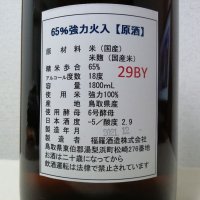 65%強力火入【原酒】
原材料 米（国産）
米麹（国産米）
精米歩合 65%
アルコール度数 18度
29BY
容量 1800mL
使用米 強力100%
産地 鳥取県産
使用酵母 6号酵母
日本酒度 -5／酸度 2.9
製造年月 2021.12
製造者 福羅酒造株式会社
鳥取県東伯郡湯梨浜町松崎276番地
お酒は二十歳になってから
飲酒運転は法律で禁止されています